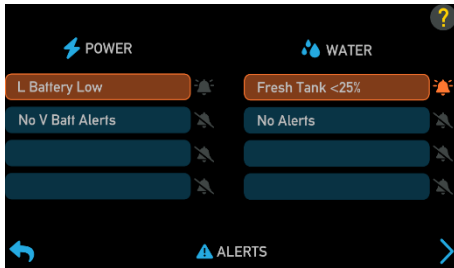 ?
POWER
WATER
L Battery Low
Fresh Tank <25%
No V Batt Alerts
No Alerts
ALERTS